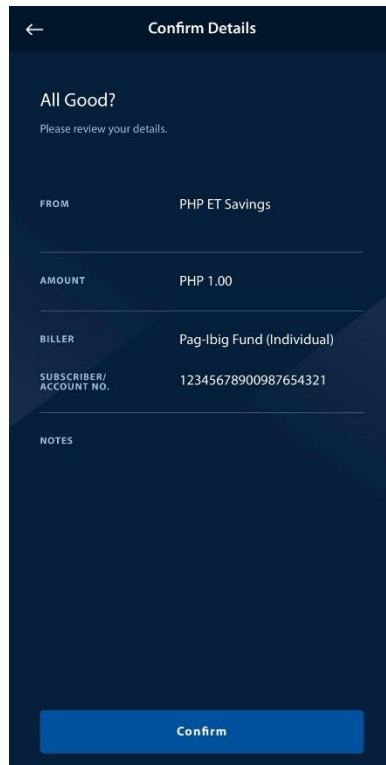 Confirm Details
All Good?
Please review your details.
FROM PHP ET Savings
AMOUNT PHP 1.00
BILLER Pag-Ibig Fund (Individual)
SUBSCRIBER/
ACCOUNT NO. 12345678900987654321
NOTES
Confirm